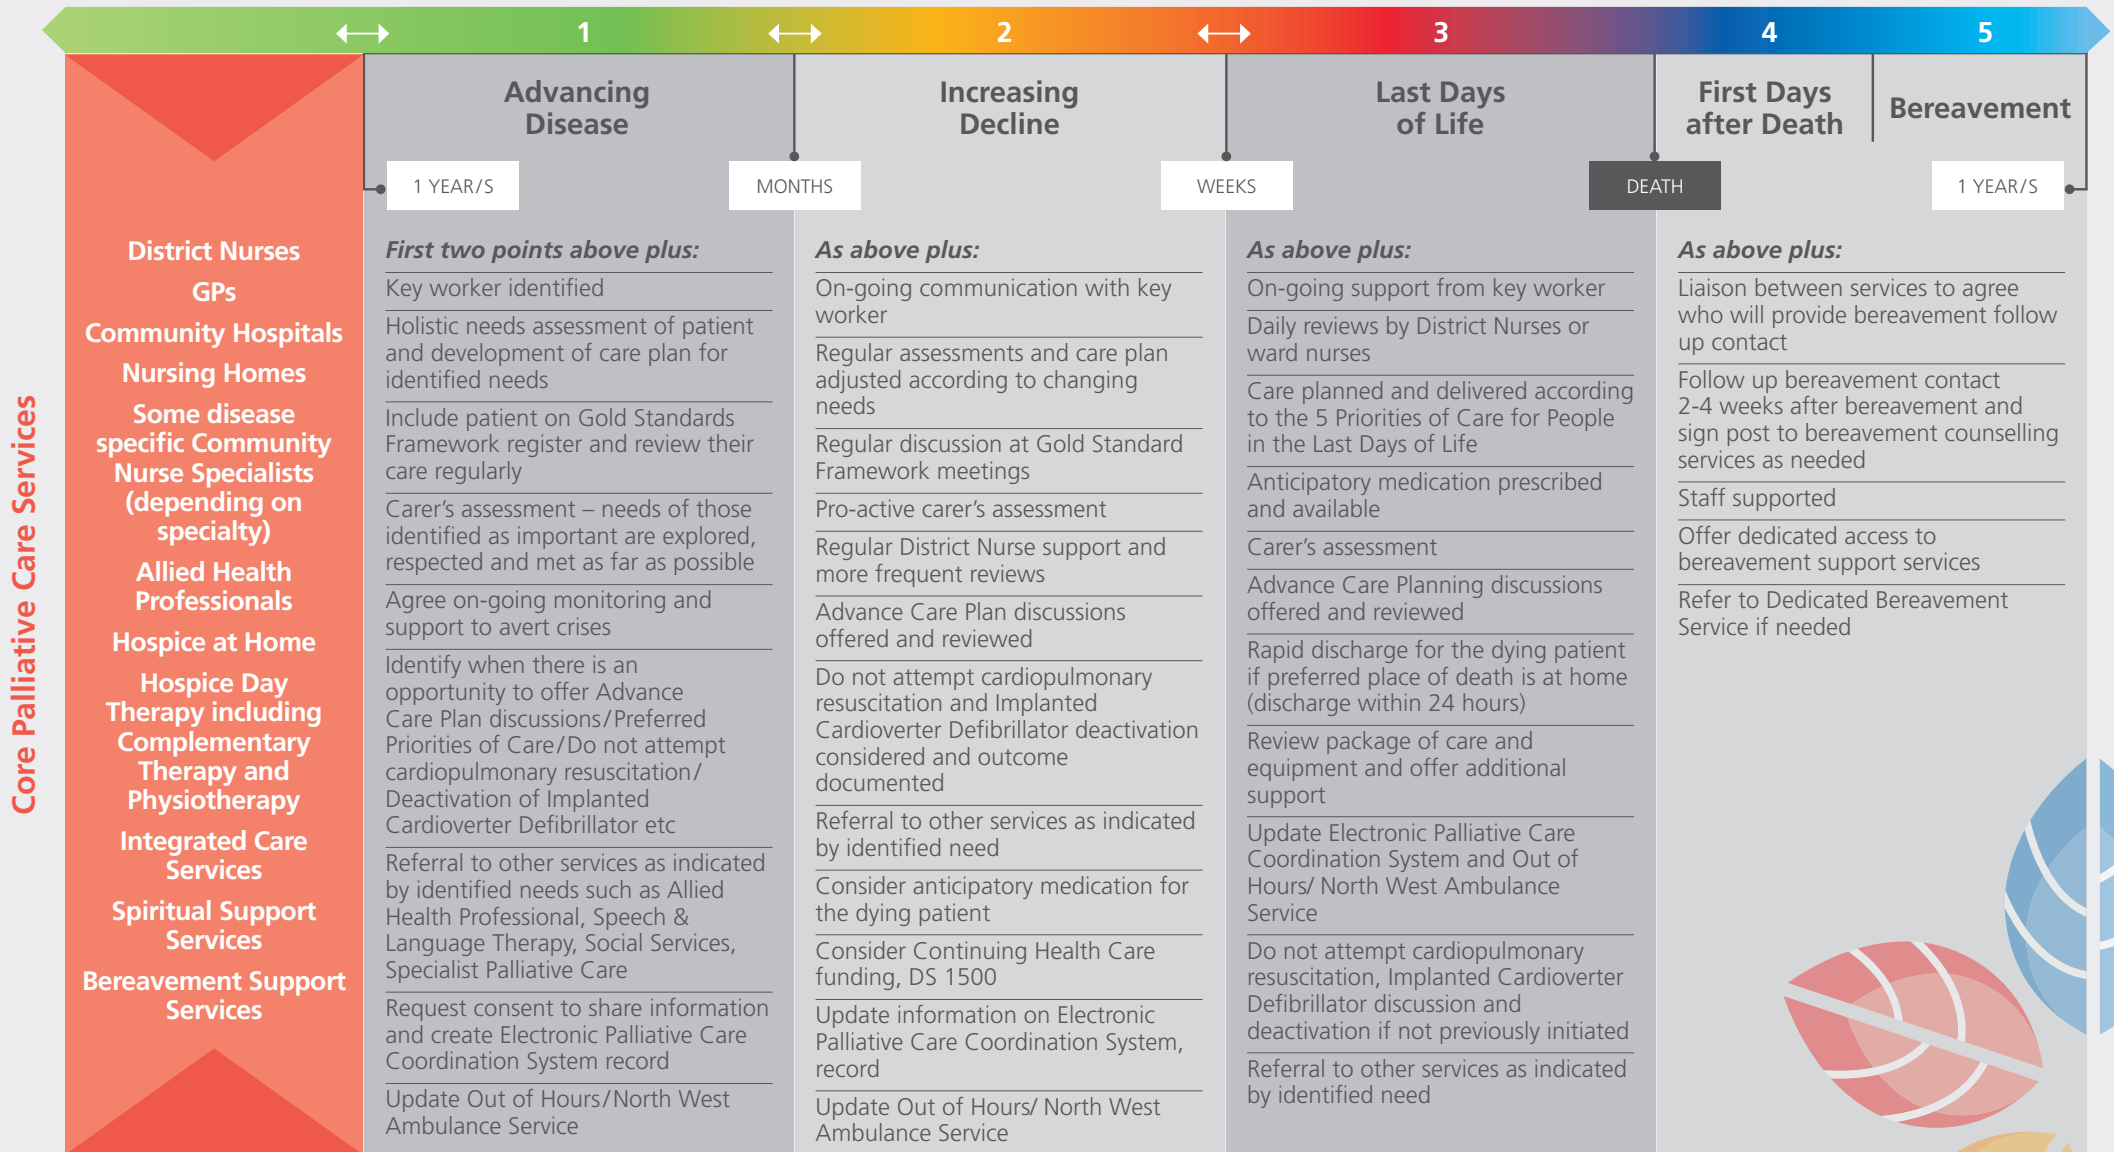 1
2
3
4
5
Advancing
Disease
Increasing
Decline
Last Days
of Life
First Days
after Death
Bereavement
1 YEAR/S
MONTHS
WEEKS
DEATH
1 YEAR/S
Core Palliative Care Services
District Nurses
GPs
Community Hospitals
Nursing Homes
Some disease
specific Community
Nurse Specialists
(depending on
specialty)
Allied Health
Professionals
Hospice at Home
Hospice Day
Therapy including
Complementary
Therapy and
Physiotherapy
Integrated Care
Services
Spiritual Support
Services
Bereavement Support
Services
First two points above plus:
Key worker identified
Holistic needs assessment of patient
and development of care plan for
identified needs
Include patient on Gold Standards
Framework register and review their
care regularly
Carer's assessment – needs of those
identified as important are explored,
respected and met as far as possible
Agree on-going monitoring and
support to avert crises
Identify when there is an
opportunity to offer Advance
Care Plan discussions/Preferred
Priorities of Care/Do not attempt
cardiopulmonary resuscitation/
Deactivation of Implanted
Cardioverter Defibrillator etc
Referral to other services as indicated
by identified needs such as Allied
Health Professional, Speech &
Language Therapy, Social Services,
Specialist Palliative Care
Request consent to share information
and create Electronic Palliative Care
Coordination System record
Update Out of Hours/North West
Ambulance Service
As above plus:
On-going communication with key
worker
Regular assessments and care plan
adjusted according to changing
needs
Regular discussion at Gold Standard
Framework meetings
Pro-active carer's assessment
Regular District Nurse support and
more frequent reviews
Advance Care Plan discussions
offered and reviewed
Do not attempt cardiopulmonary
resuscitation and Implanted
Cardioverter Defibrillator deactivation
considered and outcome
documented
Referral to other services as indicated
by identified need
Consider anticipatory medication for
the dying patient
Consider Continuing Health Care
funding, DS 1500
Update information on Electronic
Palliative Care Coordination System,
record
Update Out of Hours/ North West
Ambulance Service
As above plus:
On-going support from key worker
Daily reviews by District Nurses or
ward nurses
Care planned and delivered according
to the 5 Priorities of Care for People
in the Last Days of Life
Anticipatory medication prescribed
and available
Carer's assessment
Advance Care Planning discussions
offered and reviewed
Rapid discharge for the dying patient
if preferred place of death is at home
(discharge within 24 hours)
Review package of care and
equipment and offer additional
support
Update Electronic Palliative Care
Coordination System and Out of
Hours/ North West Ambulance
Service
Do not attempt cardiopulmonary
resuscitation, Implanted Cardioverter
Defibrillator discussion and
deactivation if not previously initiated
Referral to other services as indicated
by identified need
As above plus:
Liaison between services to agree
who will provide bereavement follow
up contact
Follow up bereavement contact
2-4 weeks after bereavement and
sign post to bereavement counselling
services as needed
Staff supported
Offer dedicated access to
bereavement support services
Refer to Dedicated Bereavement
Service if needed